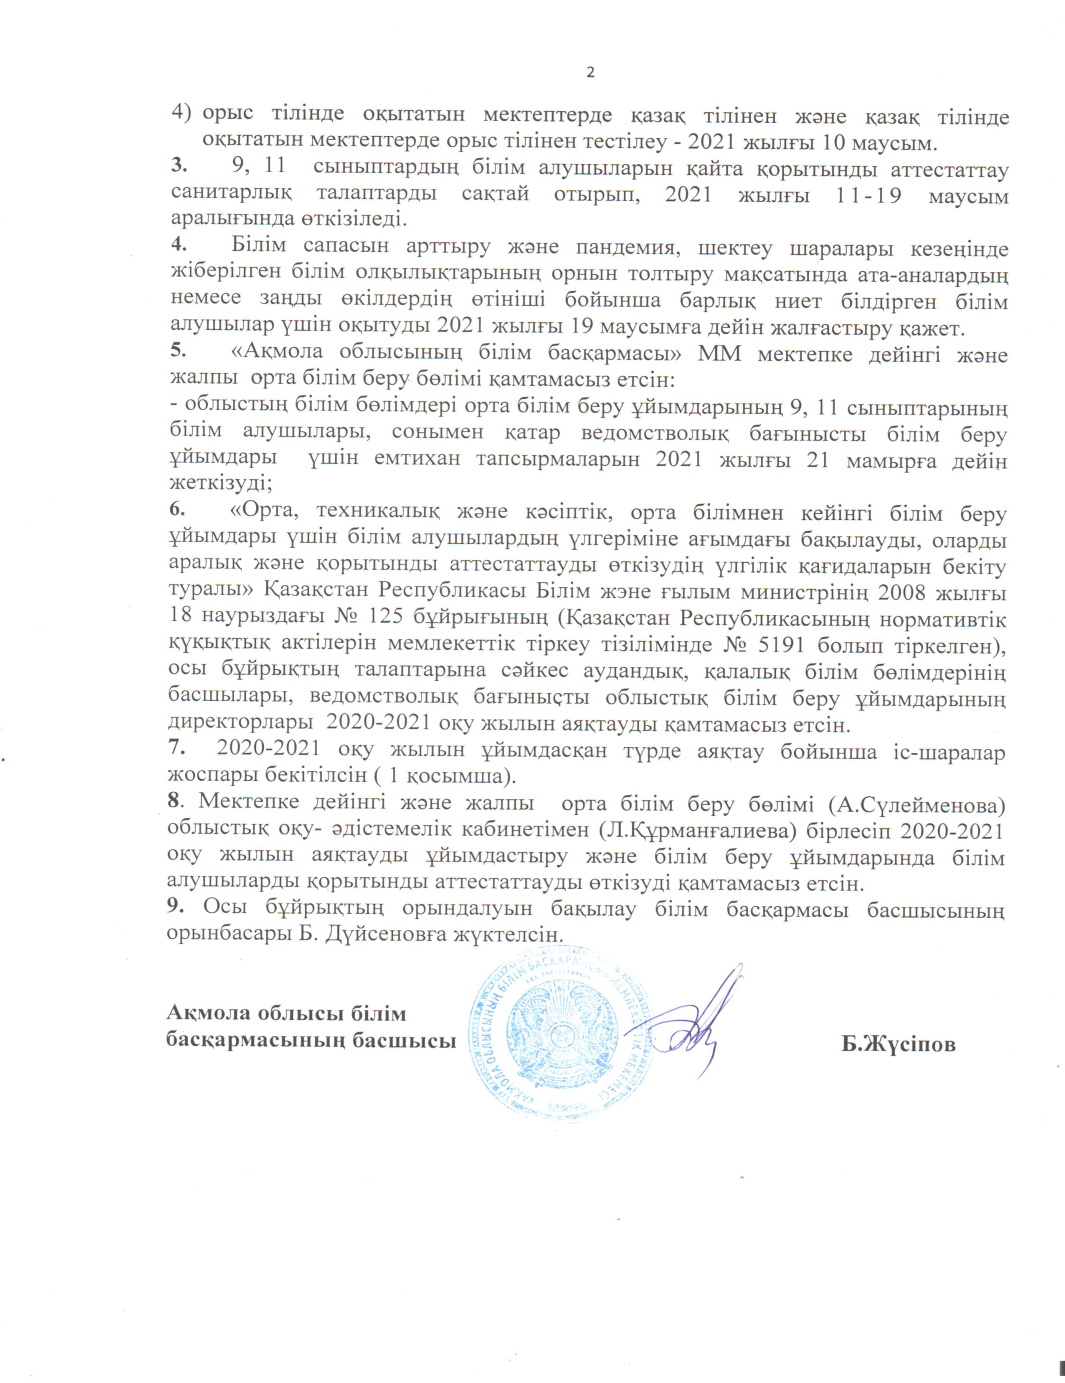 2
4) орыс тілінде оқытатын мектептерде қазақ тілінен және қазақ тілінде
оқытатын мектептерде орыс тілінен тестілеу - 2021 жылғы 10 маусым.
3. 9, 11 сыныптардың білім алушыларын қайта қорытынды аттестаттау
санитарлық талаптарды сақтай отырып, 2021 жылғы 11-19 маусым
аралығында өткізіледі.
4. Білім сапасын арттыру және пандемия, шектеу шаралары кезеңінде
жіберілген білім олқылықтарының орнын толтыру мақсатында ата-аналардың
немесе заңды өкілдердің өтініші бойынша барлық ниет білдірген білім
алушылар үшін оқытуды 2021 жылғы 19 маусымға дейін жалғастыру қажет.
5. «Ақмола облысының білім басқармасы» ММ мектепке дейінгі және
жалпы орта білім беру бөлімі қамтамасыз етсін:
- облыстың білім бөлімдері орта білім беру ұйымдарының 9, 11 сыныптарының
білім алушылары, сонымен қатар ведомстволық бағынысты білім беру
ұйымдары үшін емтихан тапсырмаларын 2021 жылғы 21 мамырға дейін
жеткізуді;
6. «Орта, техникалық және кәсіптік, орта білімнен кейінгі білім беру
ұйымдары үшін білім алушылардың үлгеріміне ағымдағы бақылауды, оларды
аралық және қорытынды аттестаттауды өткізудің үлгілік қағидаларын бекіту
туралы» Қазақстан Республикасы Білім жэне ғылым министрінің 2008 жылғы
18 наурыздағы № 125 бұйрығының (Қазақстан Республикасының нормативтік
құқықтық актілерін мемлекеттік тіркеу тізілімінде № 5191 болып тіркелген),
осы бұйрықтың талаптарына сәйкес аудандық, қалалық білім бөлімдерінің
басшылары, ведомстволық бағынысты облыстық білім беру ұйымдарының
директорлары 2020-2021 оқу жылын аяқтауды қамтамасыз етсін.
7. 2020-2021 оқу жылын ұйымдасқан түрде аяқтау бойынша іс-шаралар
жоспары бекітілсін ( 1 қосымша).
8. Мектепке дейінгі және жалпы орта білім беру бөлімі (А.Сүлейменова)
облыстық оқу- әдістемелік кабинетімен (Л.Құрманғалиева) бірлесіп 2020-2021
оқу жылын аяқтауды ұйымдастыру және білім беру ұйымдарында білім
алушыларды қорытынды аттестаттауды өткізуді қамтамасыз етсін.
9. Осы бұйрықтың орындалуын бақылау білім басқармасы басшысының
орынбасары Б. Дүйсеновға жүктелсін.
Ақмола облысы білім
басқармасының басшысы
Б.Жүсіпов
«АҚМОЛА ОБЛЫСЫНЫҢ БІЛІМ БАСҚАРМАСЫ» МЕМЛЕКЕТТІК МЕКЕМЕСІ